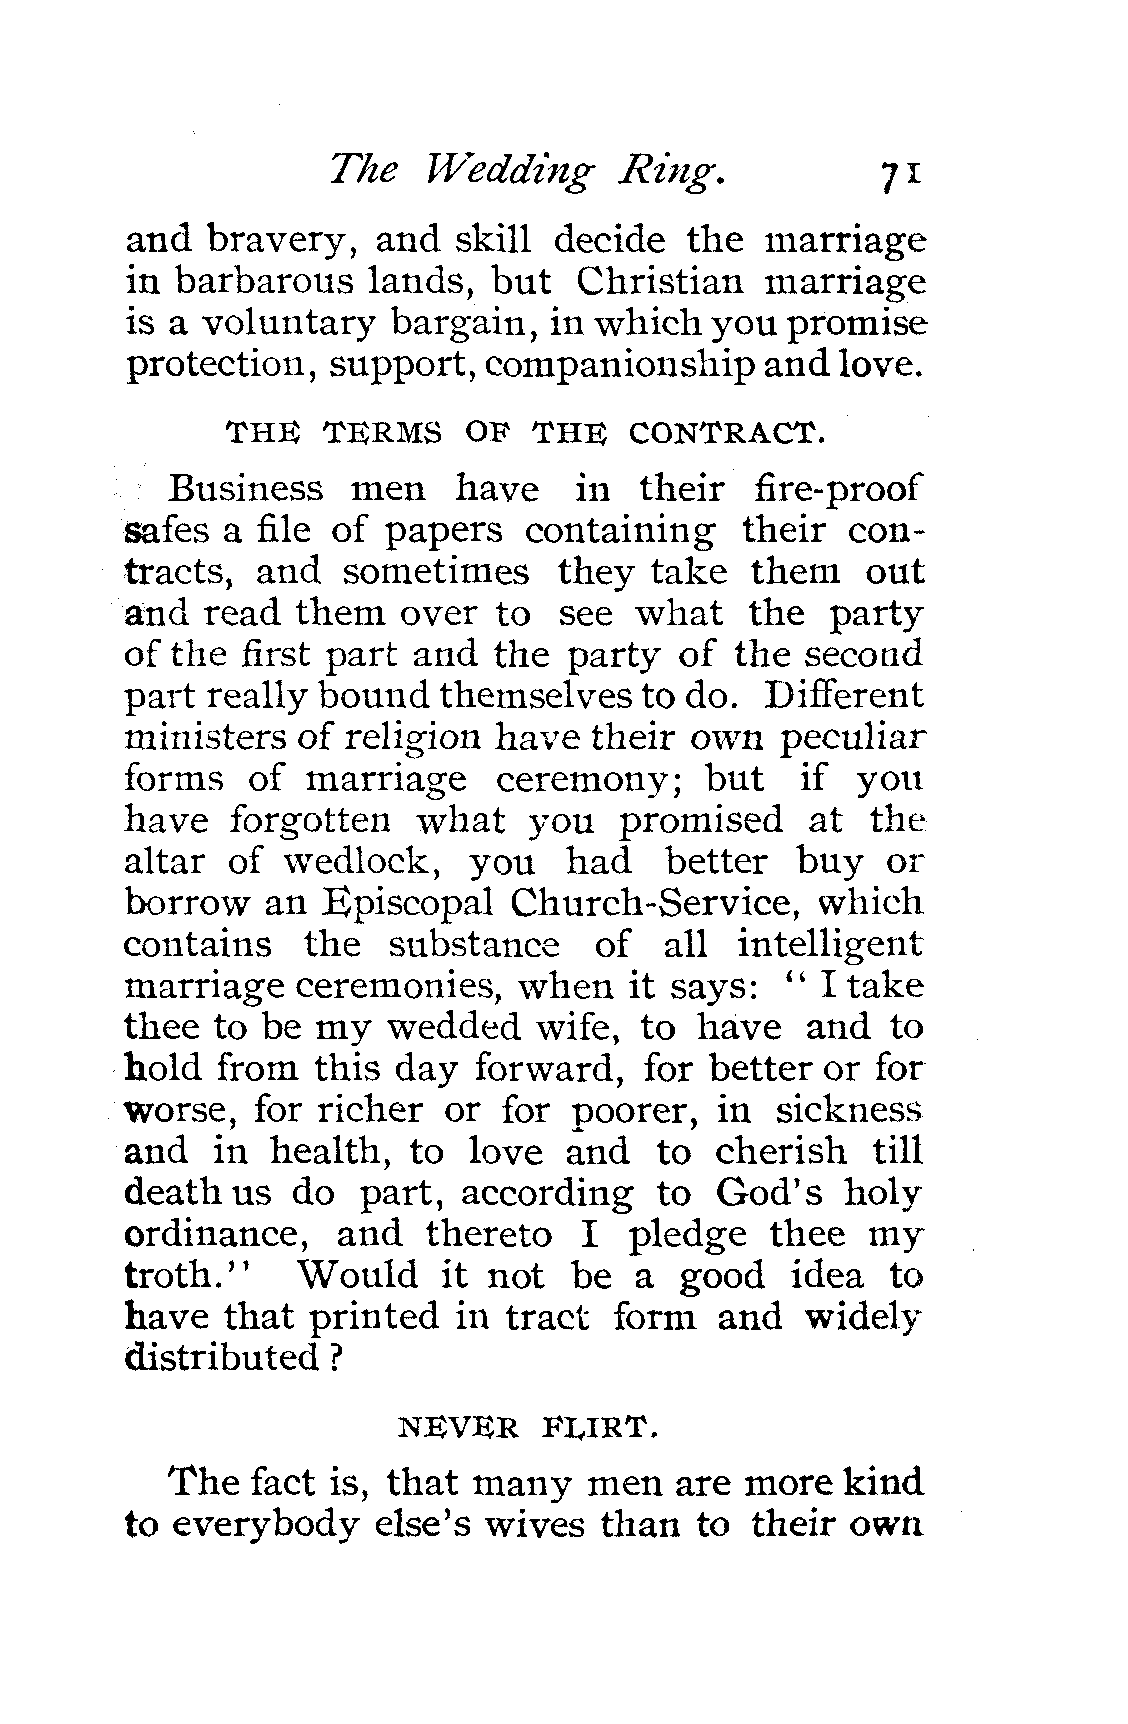 The Wedding Ring. 71
and bravery, and skill decide the marriage
in barbarous lands, but Christian marriage
is a voluntary bargain, in which you promise
protection, support, companionship and love.
THE TERMS OF THE CONTRACT.
Business men have in their fire-proof
safes a file of papers containing their con-
tracts, and sometimes they take them out
and read them over to see what the party
of the first part and the party of the second
part really bound themselves to do. Different
ministers of religion have their own peculiar
forms of marriage ceremony; but if you
have forgotten what you promised at the
altar of wedlock, you had better buy or
borrow an Episcopal Church-Service, which
contains the substance of all intelligent
marriage ceremonies, when it says: “ I take
thee to be my wedded wife, to have and to
hold from this day forward, for better or for
worse, for richer or for poorer, in sickness
and in health, to love and to cherish till
death us do part, according to God's holy
ordinance, and thereto I pledge thee my
troth.” Would it not be a good idea to
have that printed in tract form and widely
distributed ?
NEVER FLIRT.
The fact is, that many men are more kind
to everybody else's wives than to their own